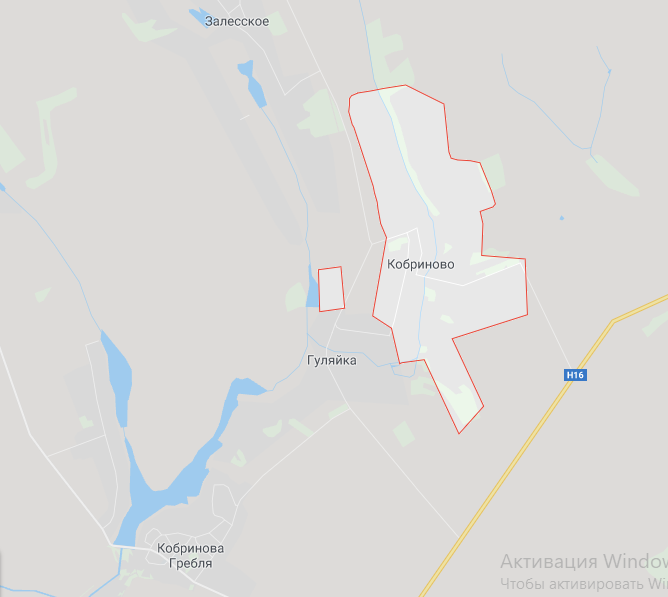 Залесское
Кобриново
Гуляйка
H16
Кобринова
Гребля
Активация Window
Чтобы активировать Wi